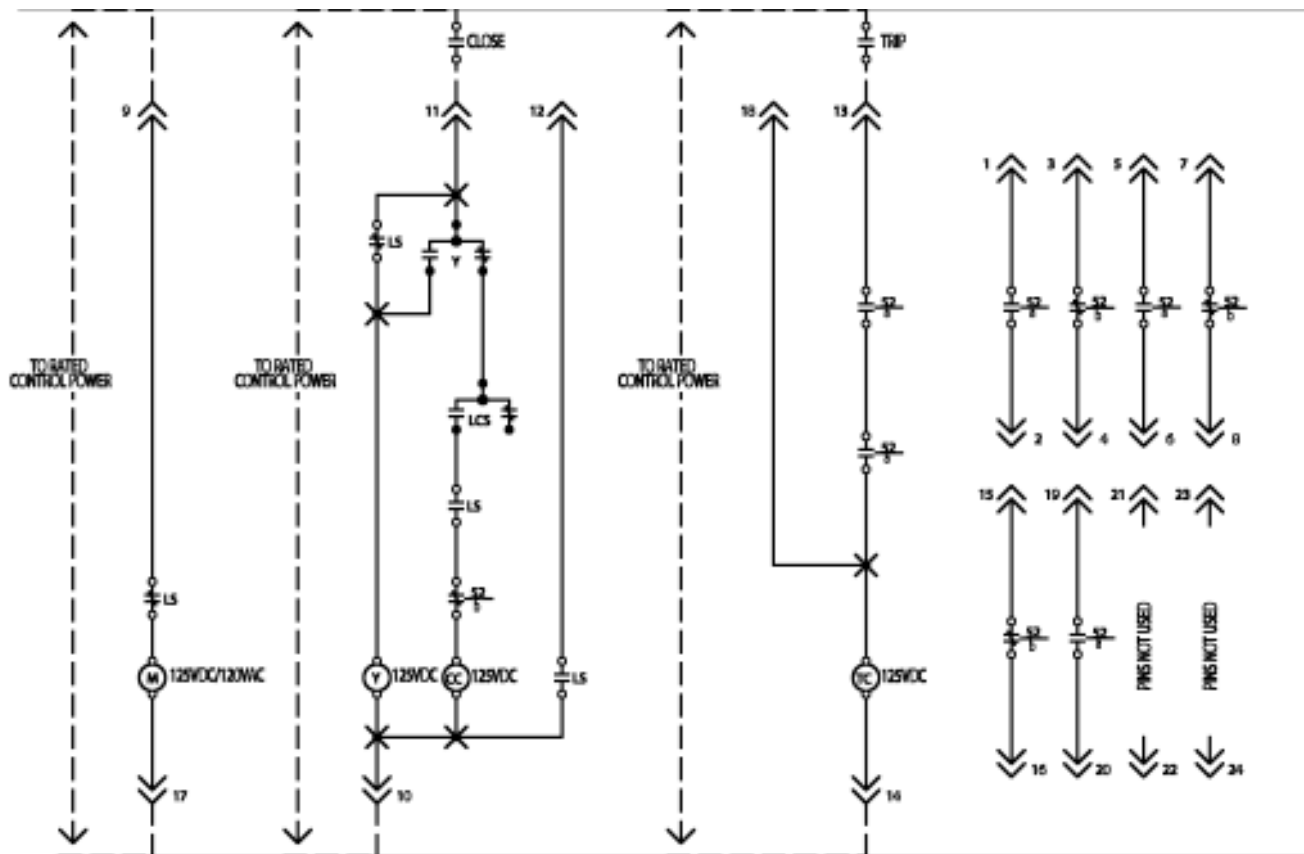 CLOSE
TRIP
9
11
12
18
13
1
3
5
7
LS
Y
52
a
52
a
52
b
52
a
52
b
TO RATED
CONTROL POWER
TO RATED
CONTROL POWER
TO RATED
CONTROL POWER
LCS
2
4
6
8
52
a
15
19
21
23
LS
LS
52
b
52
b
52
a
PINS NOT USED
PINS NOT USED
M
125VDC/120VAC
Y
125VDC
CC
125VDC
LS
TC
125VDC
17
10
14
16
20
22
24